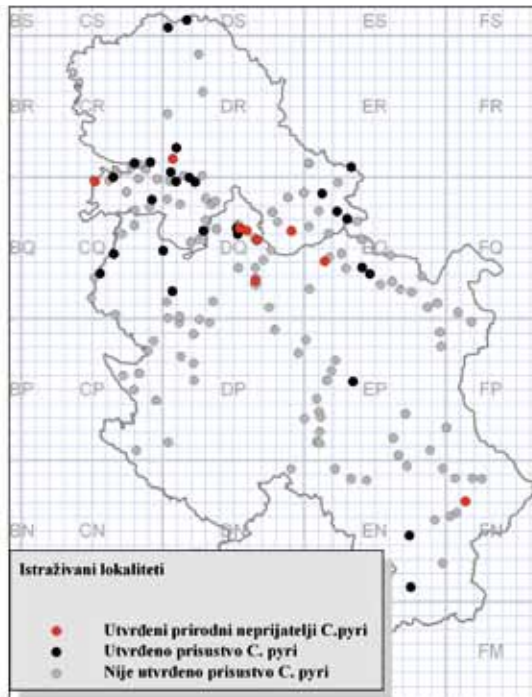 BS DS ES FS
BR CR DR ER FR
BQ CQ DQ EQ FQ
BP CP DP EP FP
BN CN DN EN FN
FM
Istraživani lokaliteti
Utvrđeni prirodni neprijatelji C.pyri
Utvrđeno prisustvo C. pyri
Nije utvrđeno prisustvo C. pyri